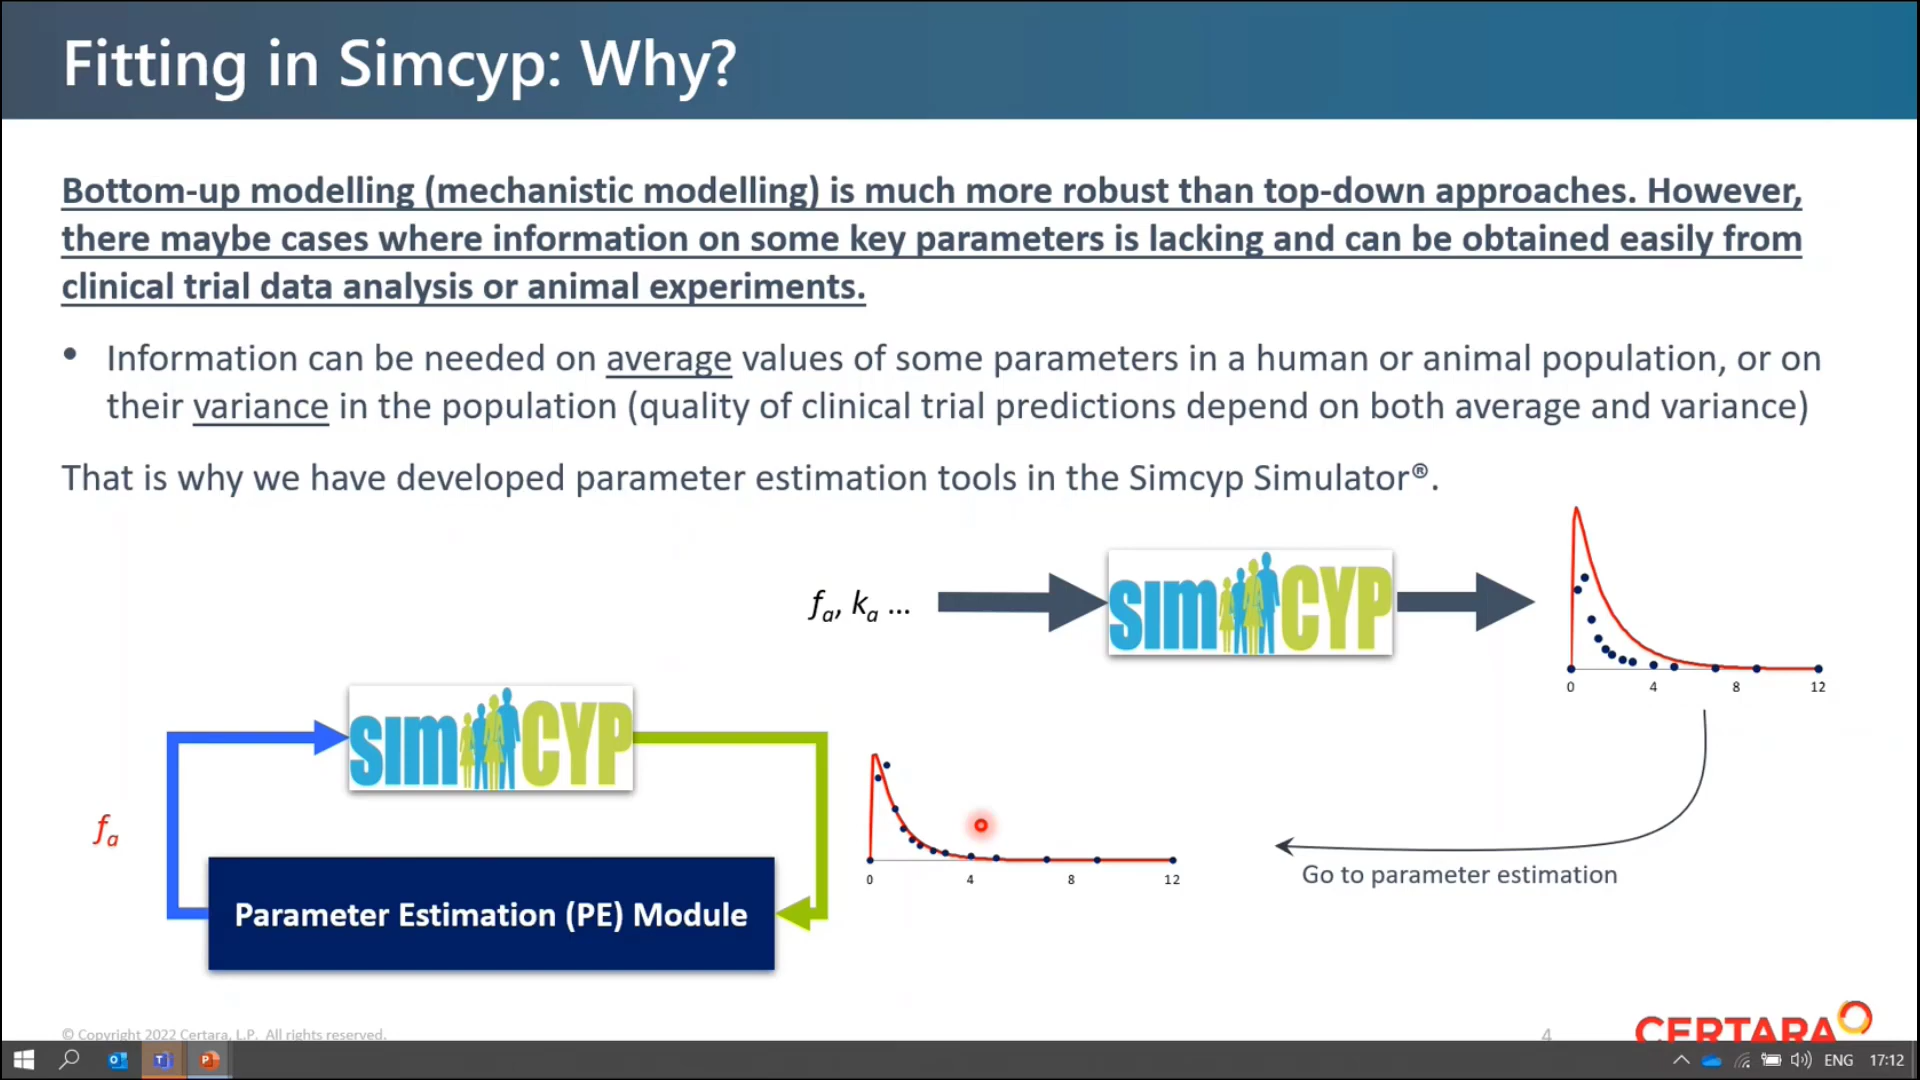 Fitting in Simcyp: Why?
Bottom-up modelling (mechanistic modelling) is much more robust than top-down approaches. However,
there maybe cases where information on some key parameters is lacking and can be obtained easily from
clinical trial data analysis or animal experiments.
• Information can be needed on average values of some parameters in a human or animal population, or on
their variance in the population (quality of clinical trial predictions depend on both average and variance)
That is why we have developed parameter estimation tools in the Simcyp Simulator®.
fa, ka ...
simCYP
0 4 8 12
simCYP
fa
Parameter Estimation (PE) Module
0 4 8 12
Go to parameter estimation
© Copyright 2022 Certara, L.P. All rights reserved.
4
CERTARA
ENG
17:12